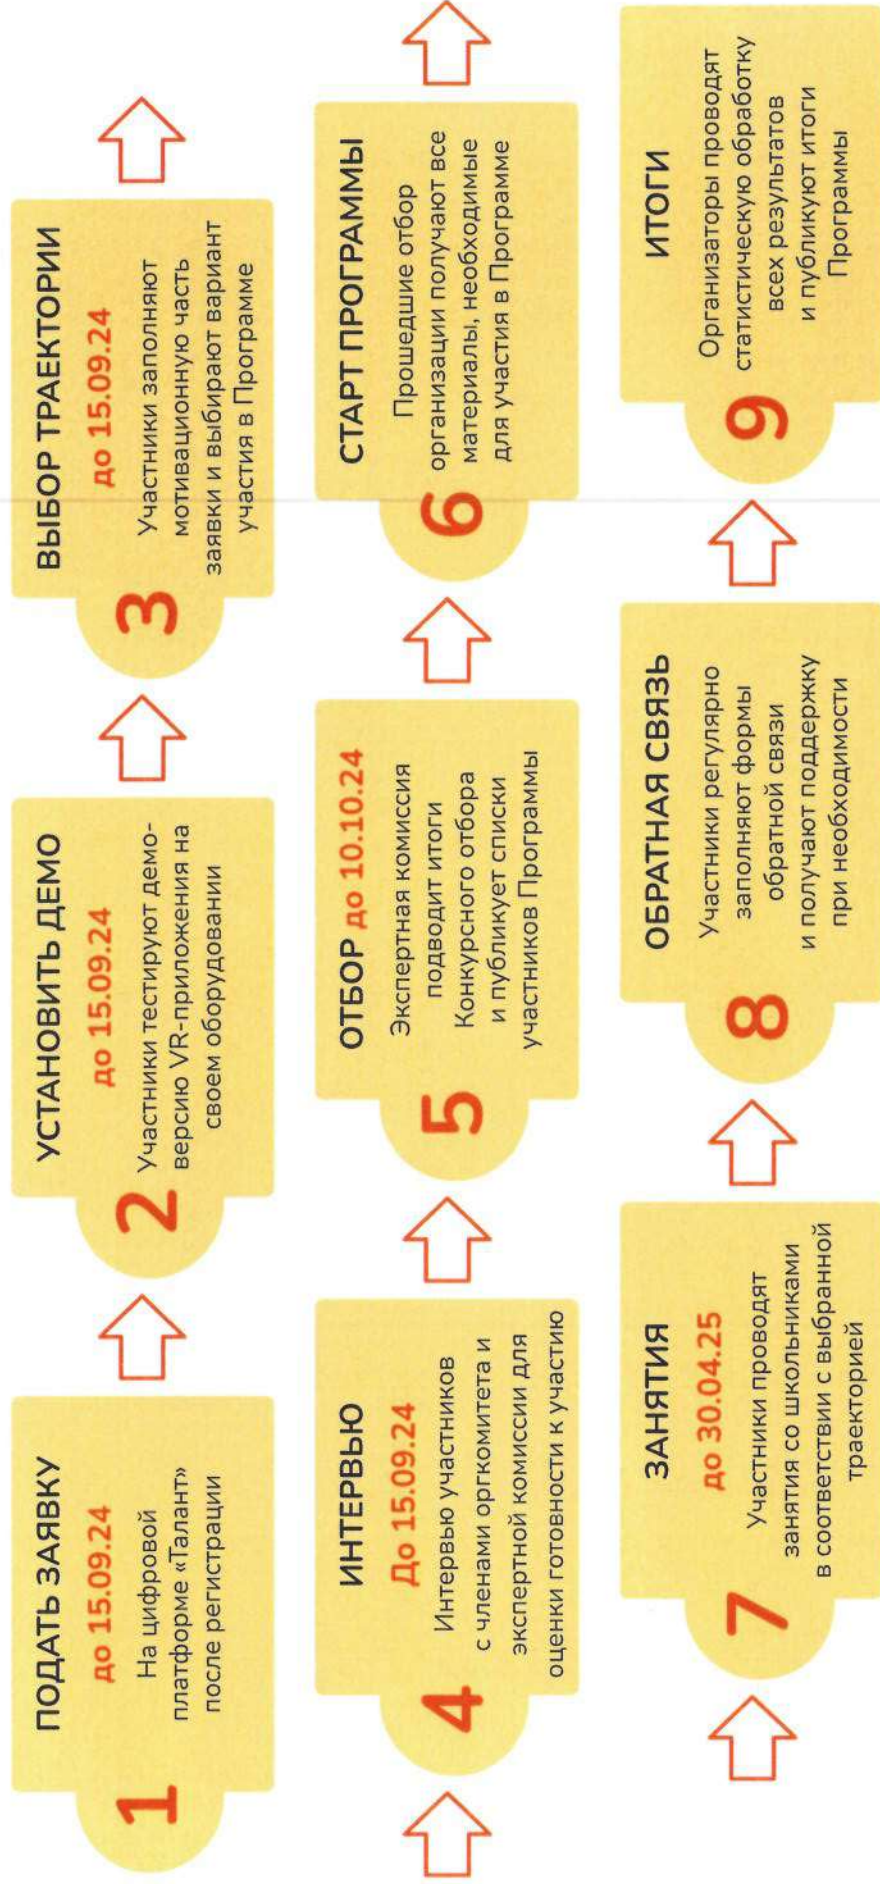 1
ПОДАТЬ ЗАЯВКУ
до 15.09.24
На цифровой
платформе «Талант»
после регистрации
2
УСТАНОВИТЬ ДЕМО
до 15.09.24
Участники тестируют демо-
версию VR-приложения на
своем оборудовании
3
ВЫБОР ТРАЕКТОРИИ
до 15.09.24
Участники заполняют
мотивационную часть
заявки и выбирают вариант
участия в Программе
4
ИНТЕРВЬЮ
До 15.09.24
Интервью участников
с членами оргкомитета и
экспертной комиссии для
оценки готовности к участию
5
ОТБОР до 10.10.24
Экспертная комиссия
подводит итоги
Конкурсного отбора
и публикует списки
участников Программы
6
СТАРТ ПРОГРАММЫ
Прошедшие отбор
организации получают все
материалы, необходимые
для участия в Программе
7
ЗАНЯТИЯ
до 30.04.25
Участники проводят
занятия со школьниками
в соответствии с выбранной
траекторией
8
ОБРАТНАЯ СВЯЗЬ
Участники регулярно
заполняют формы
обратной связи
и получают поддержку
при необходимости
9
ИТОГИ
Организаторы проводят
статистическую обработку
всех результатов
и публикуют итоги
Программы